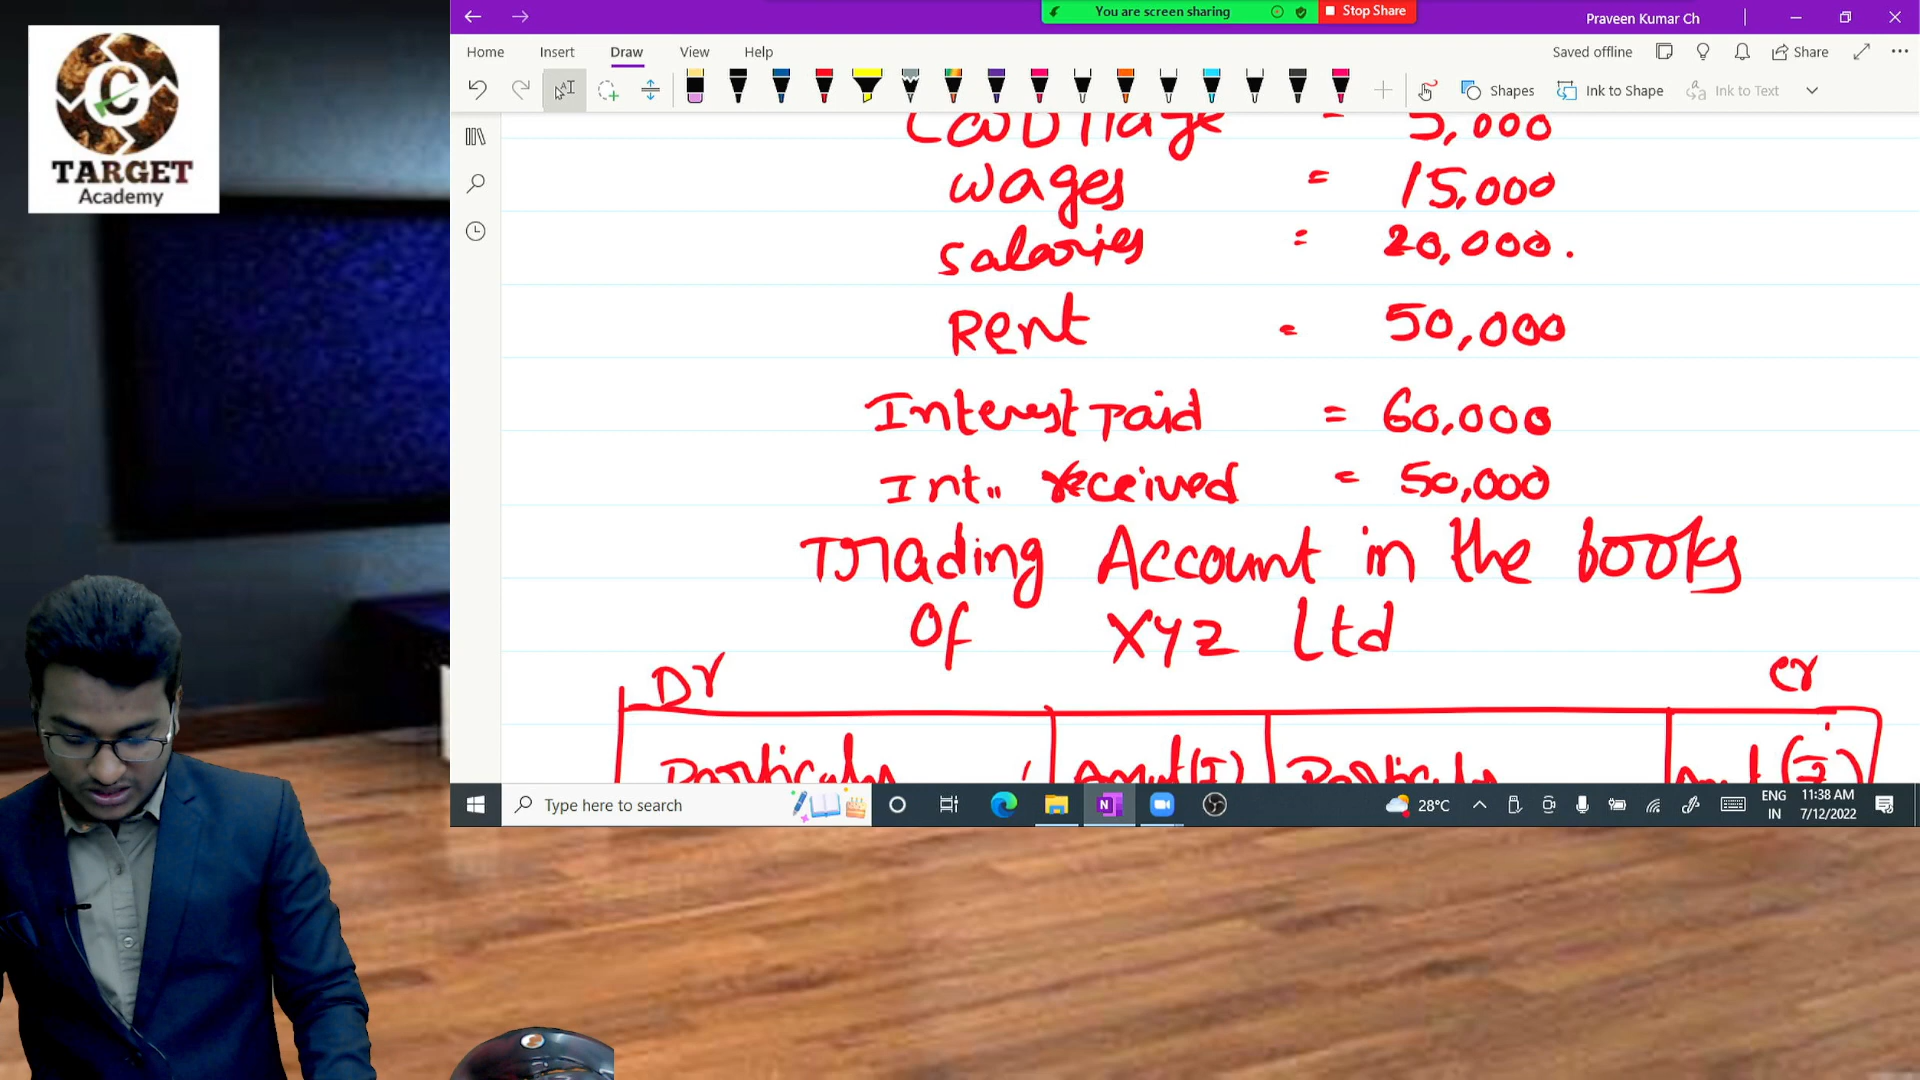 C
TARGET
Academy
You are screen sharing
Stop Share
Praveen Kumar Ch
Home Insert Draw View Help
Saved offline
Share
Shapes
Ink to Shape
Ink to Text
= 5,000
wages = 15,000
salaries = 20,000.
Rent = 50,000
Interest paid = 60,000
Int,, received = 50,000
Trading Account in the books
Of XYZ Ltd
Dr Cr
Type here to search
28°C
ENG
IN
11:38 AM
7/12/2022